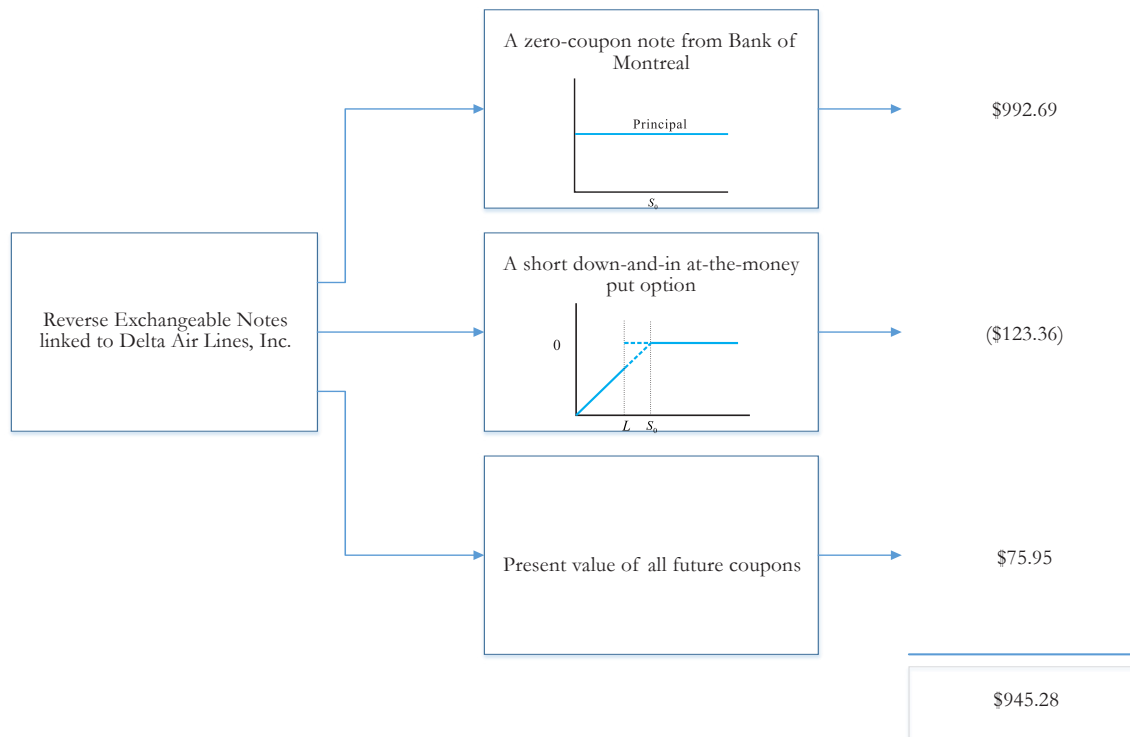 A zero-coupon note from Bank of
Montreal
Principal
S₀
$992.69
Reverse Exchangeable Notes
linked to Delta Air Lines, Inc.
A short down-and-in at-the-money
put option
0
L S₀
($123.36)
Present value of all future coupons
$75.95
$945.28